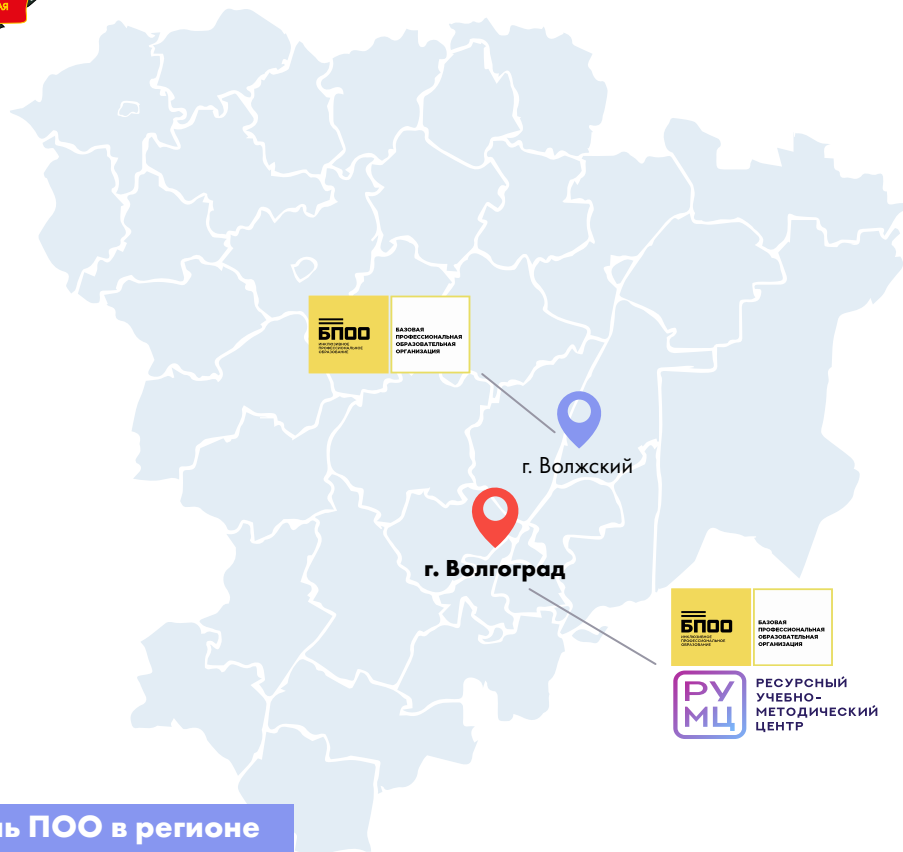 АЯ
БПОО
ИНКЛЮЗИВНОЕ
ПРОФЕССИОНАЛЬНОЕ
ОБРАЗОВАНИЕ
БАЗОВАЯ
ПРОФЕССИОНАЛЬНАЯ
ОБРАЗОВАТЕЛЬНАЯ
ОРГАНИЗАЦИЯ
г. Волжский
г. Волгоград
БПОО
ИНКЛЮЗИВНОЕ
ПРОФЕССИОНАЛЬНОЕ
ОБРАЗОВАНИЕ
БАЗОВАЯ
ПРОФЕССИОНАЛЬНАЯ
ОБРАЗОВАТЕЛЬНАЯ
ОРГАНИЗАЦИЯ
РУ
МЦ
РЕСУРСНЫЙ
УЧЕБНО-
МЕТОДИЧЕСКИЙ
ЦЕНТР
ь ПОО в регионе